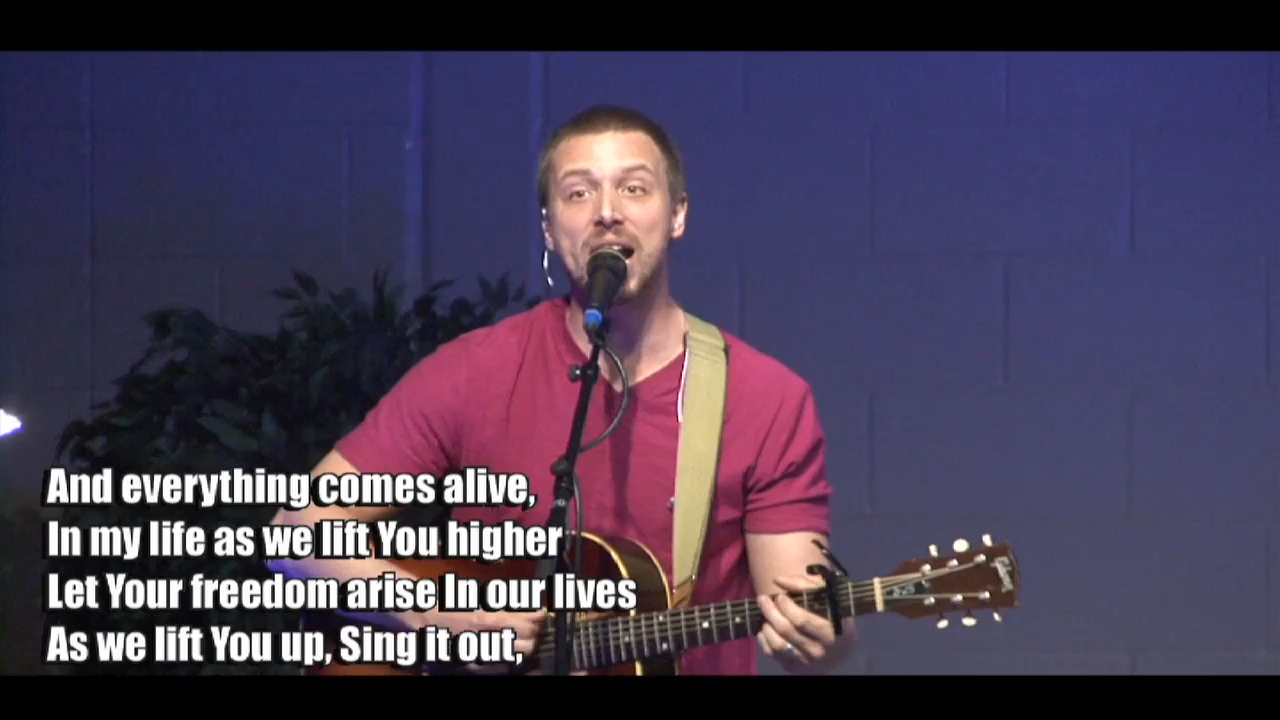 And everything comes alive,
In my life as we lift You higher
Let Your freedom arise In our lives
As we lift You up, Sing it out,